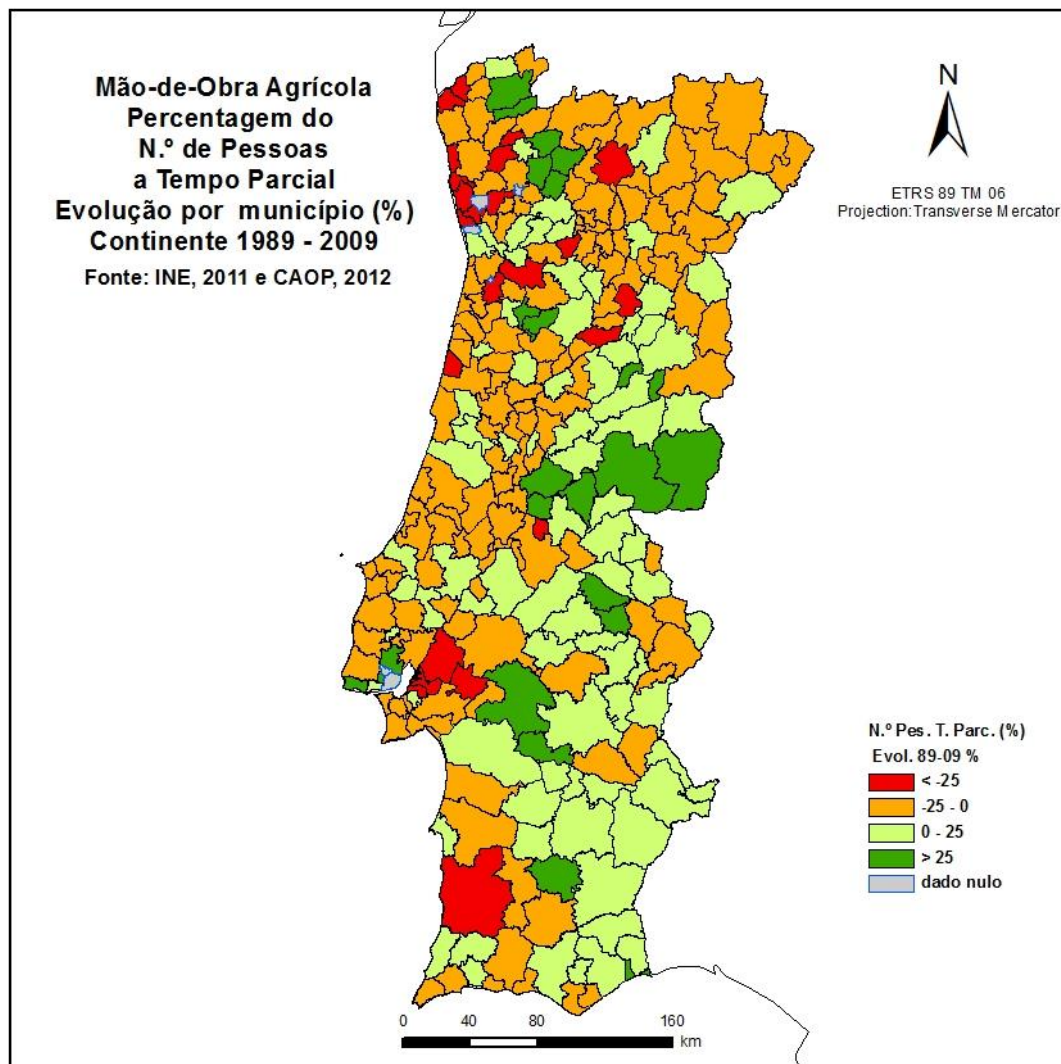 Mão-de-Obra Agrícola
Percentagem do
N.º de Pessoas
a Tempo Parcial
Evolução por município (%)
Continente 1989 - 2009
Fonte: INE, 2011 e CAOP, 2012
N
ETRS 89 TM 06
Projection: Transverse Mercator
N.º Pes. T. Parc. (%)
Evol. 89-09 %
< -25
-25 - 0
0 - 25
> 25
dado nulo
0 40 80 160
km